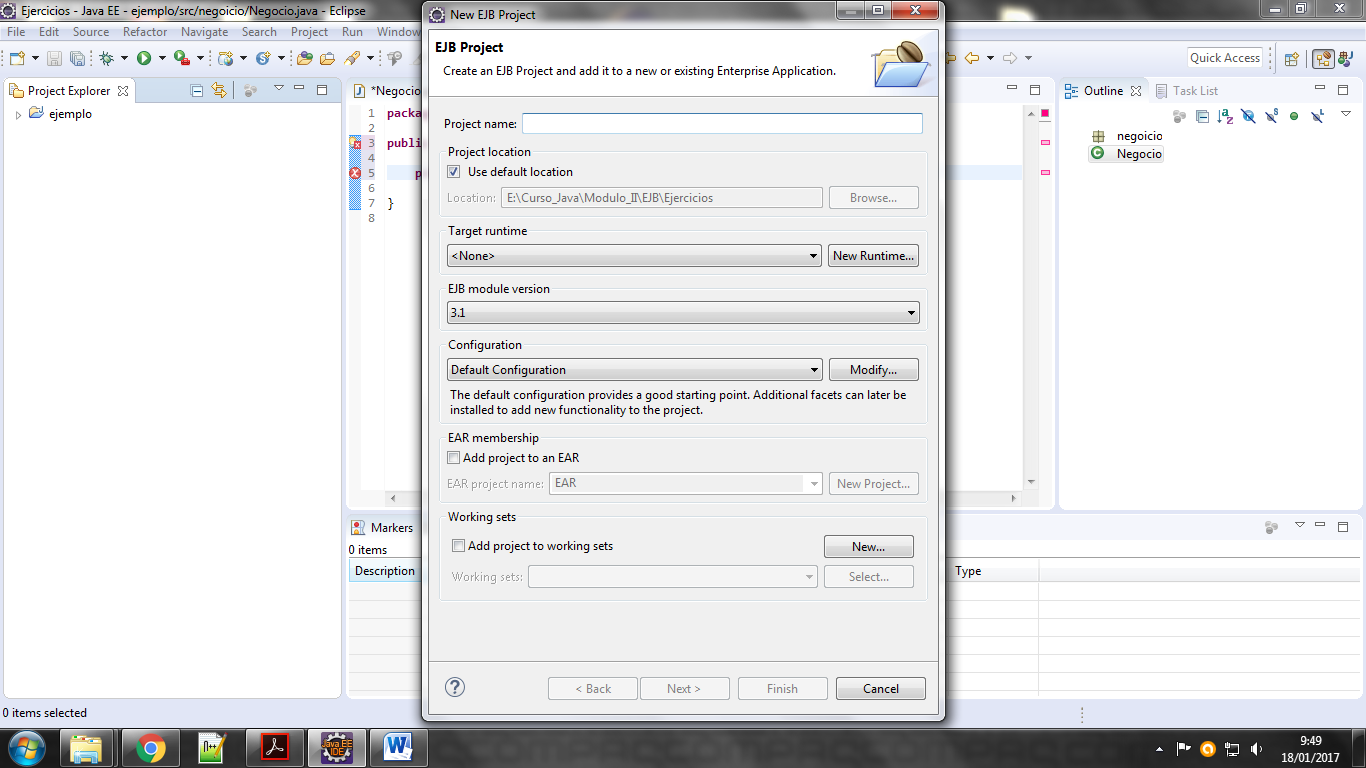 Ejercicios - Java EE - ejemplo/src/negoicio/Negocio.java - Eclipse
File Edit Source Refactor Navigate Search Project Run Window
Quick Access
Project Explorer
ejemplo
*Negocio
1 packa
2
3 publi
4
5 p
6
7 }
8
New EJB Project
EJB Project
Create an EJB Project and add it to a new or existing Enterprise Application.
Project name:
Project location
Use default location
Location: E:\Curso_Java\Modulo_II\EJB\Ejercicios Browse...
Target runtime
<None> New Runtime...
EJB module version
3.1
Configuration
Default Configuration Modify...
The default configuration provides a good starting point. Additional facets can later be
installed to add new functionality to the project.
EAR membership
Add project to an EAR
EAR project name: EAR New Project...
Working sets
Add project to working sets New...
Working sets: Select...
< Back Next > Finish Cancel
Outline Task List
negoicio
Negocio
Markers
0 items
Description Type
0 items selected
Java EE
IDE
9:49
18/01/2017